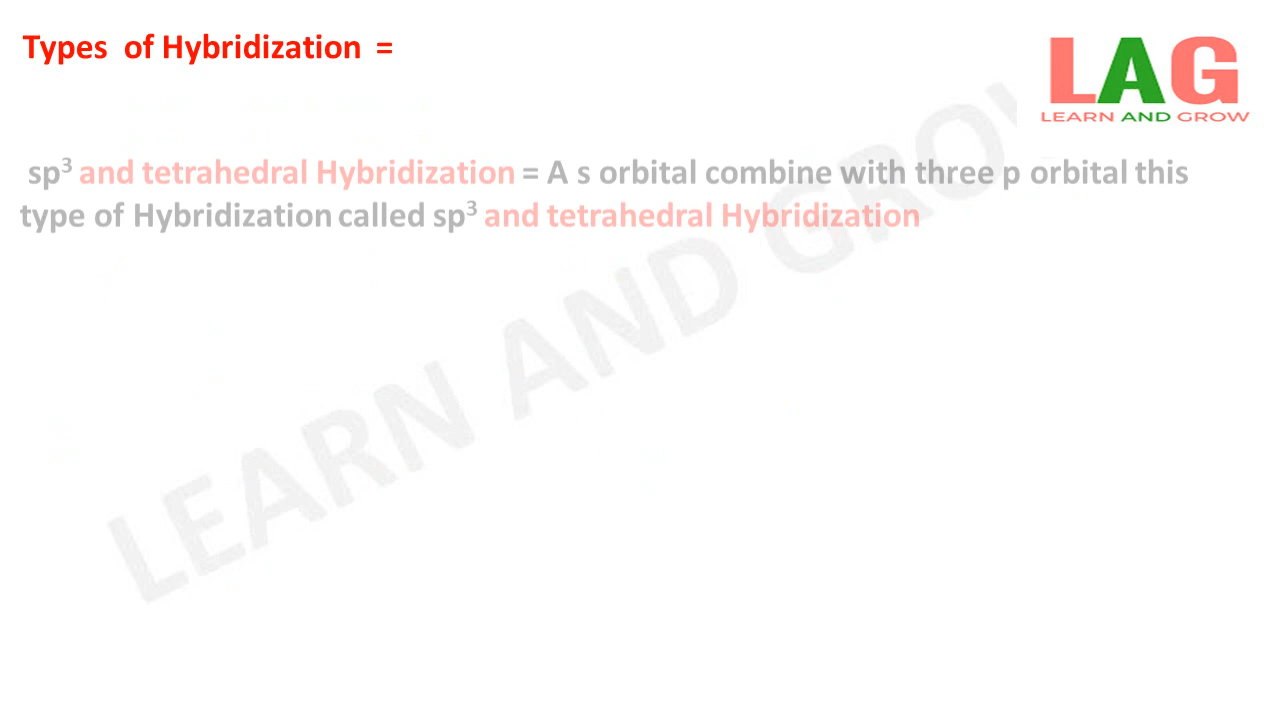 Types of Hybridization =
LAG
LEARN AND GROW
sp³ and tetrahedral Hybridization = A s orbital combine with three p orbital this
type of Hybridization called sp³ and tetrahedral Hybridization
LEARN AND GROW